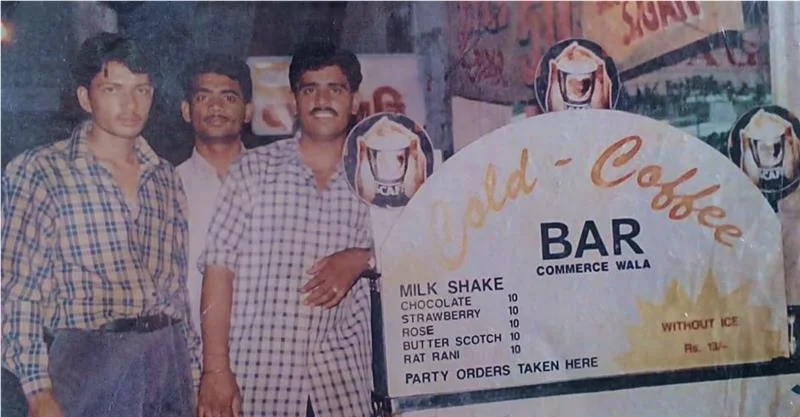 Cold - Coffee
BAR
COMMERCE WALA
MILK SHAKE
CHOCOLATE 10
STRAWBERRY 10
ROSE 10
BUTTER SCOTCH 10
RAT RANI 10
PARTY ORDERS TAKEN HERE
WITHOUT ICE
Rs. 13/-